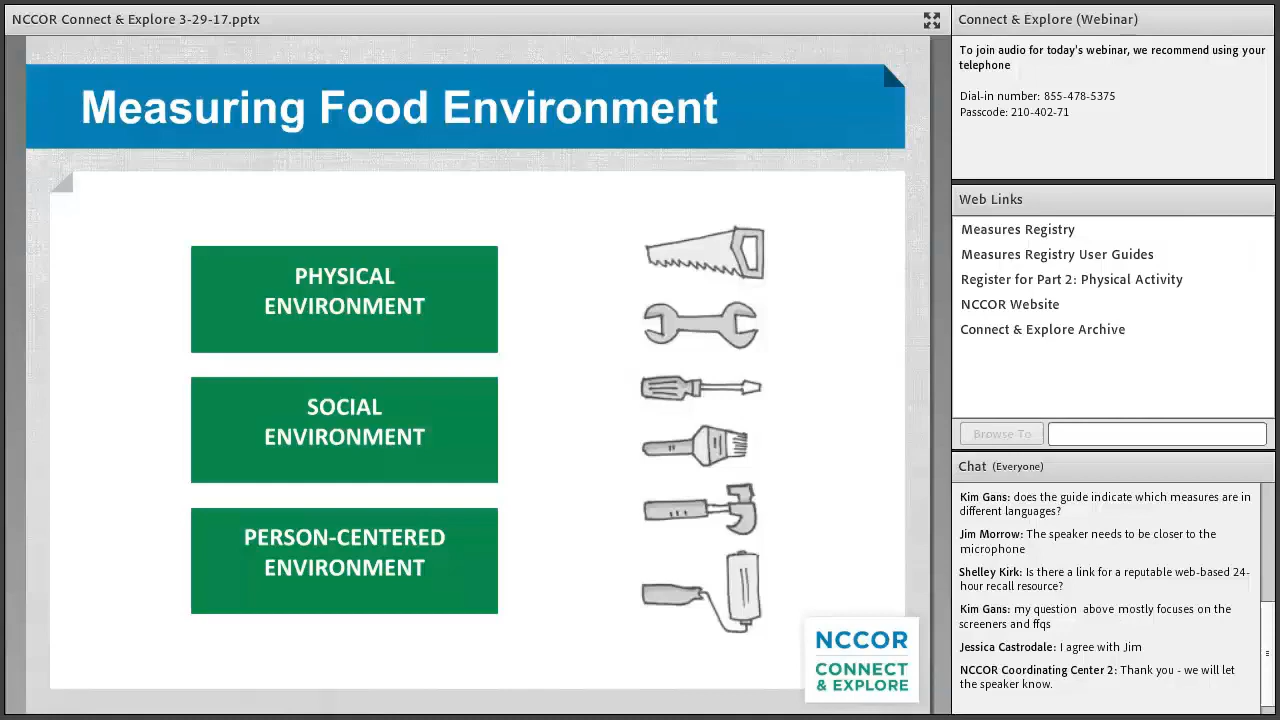 NCCOR Connect & Explore 3-29-17.pptx
Measuring Food Environment
PHYSICAL
ENVIRONMENT
SOCIAL
ENVIRONMENT
PERSON-CENTERED
ENVIRONMENT
NCCOR
CONNECT
& EXPLORE
Connect & Explore (Webinar)
To join audio for today's webinar, we recommend using your
telephone
Dial-in number: 855-478-5375
Passcode: 210-402-71
Web Links
Measures Registry
Measures Registry User Guides
Register for Part 2: Physical Activity
NCCOR Website
Connect & Explore Archive
Browse To
Chat (Everyone)
Kim Gans: does the guide indicate which measures are in
different languages?
Jim Morrow: The speaker needs to be closer to the
microphone
Shelley Kirk: Is there a link for a reputable web-based 24-
hour recall resource?
Kim Gans: my question above mostly focuses on the
screeners and ffqs
Jessica Castrodale: I agree with Jim
NCCOR Coordinating Center 2: Thank you - we will let
the speaker know.